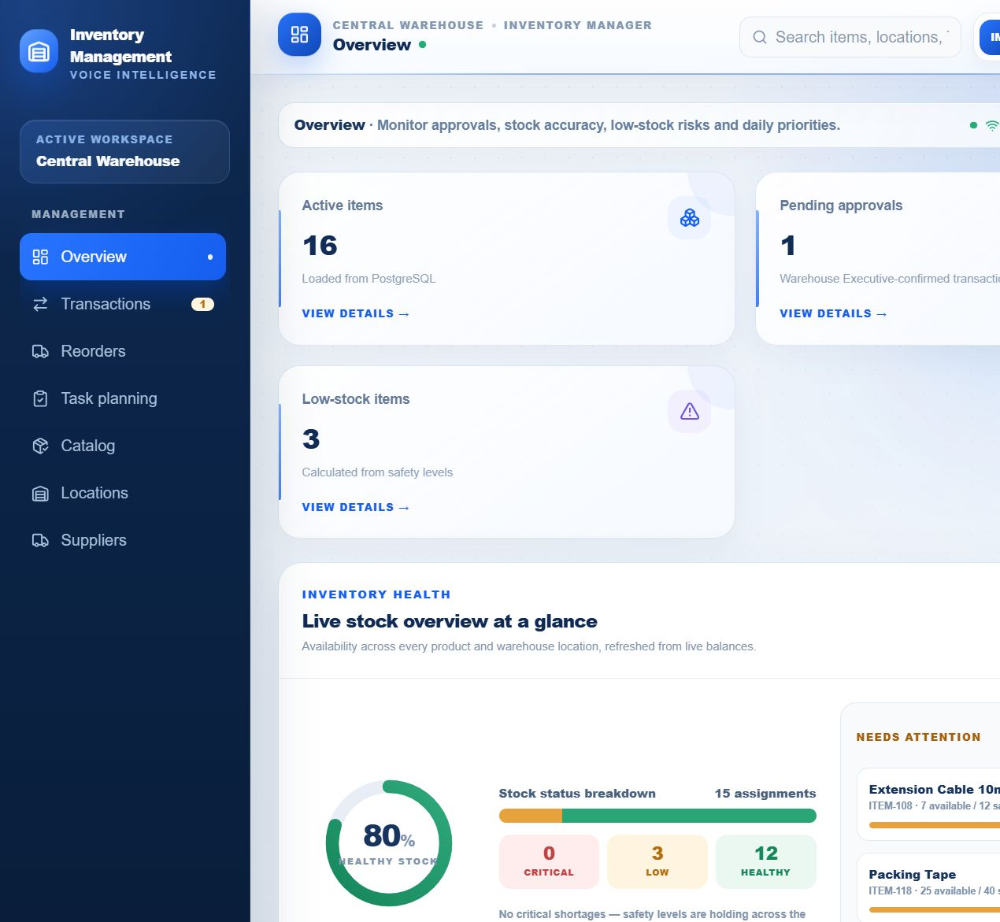 Inventory
Management
VOICE INTELLIGENCE
ACTIVE WORKSPACE
Central Warehouse
MANAGEMENT
Overview
Transactions 1
Reorders
Task planning
Catalog
Locations
Suppliers
CENTRAL WAREHOUSE • INVENTORY MANAGER
Overview
Search items, locations,
Overview · Monitor approvals, stock accuracy, low-stock risks and daily priorities.
Active items
16
Loaded from PostgreSQL
VIEW DETAILS →
Pending approvals
1
Warehouse Executive-confirmed
VIEW DETAILS →
Low-stock items
3
Calculated from safety levels
VIEW DETAILS →
INVENTORY HEALTH
Live stock overview at a glance
Availability across every product and warehouse location, refreshed from live balances.
80%
HEALTHY STOCK
Stock status breakdown 15 assignments
0 3 12
CRITICAL LOW HEALTHY
No critical shortages — safety levels are holding across the
NEEDS ATTENTION
Extension Cable 10m
ITEM-108 · 7 available / 12
Packing Tape
ITEM-118 · 25 available / 40